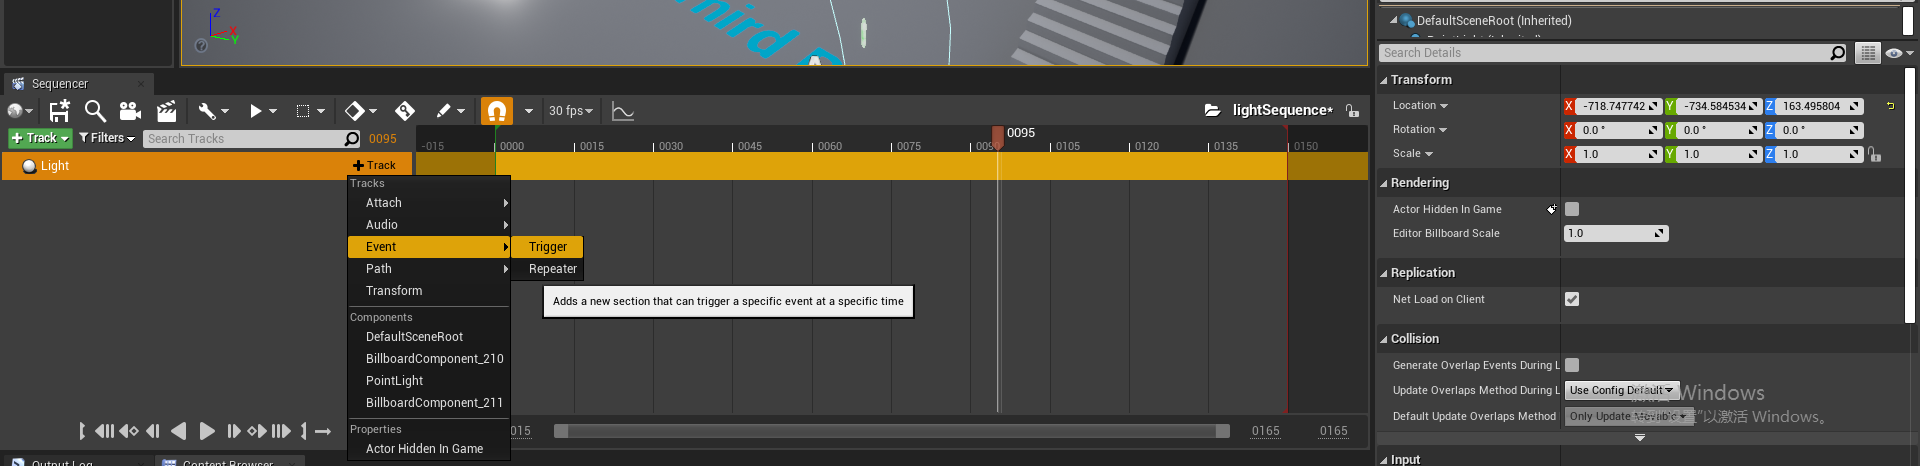 Z
X
Y
hird
DefaultSceneRoot (Inherited)
Search Details
Sequencer
30 fps
lightSequence*
Transform
Location
X -718.747742 Y -734.584534 Z 163.495804
Rotation
X 0.0 ° Y 0.0 ° Z 0.0 °
Scale
X 1.0 Y 1.0 Z 1.0
Track
Filters
Search Tracks
0095
0095
-015 0000 0015 0030 0045 0060 0075 0090 0105 0120 0135 0150
Light
Track
Tracks
Attach
Audio
Event
Path
Transform
Trigger
Repeater
Adds a new section that can trigger a specific event at a specific time
Components
DefaultSceneRoot
BillboardComponent_210
PointLight
BillboardComponent_211
Properties
Actor Hidden In Game
015 0165 0165
Output Log
Content Browser
Rendering
Actor Hidden In Game
Editor Billboard Scale 1.0
Replication
Net Load on Client
Collision
Generate Overlap Events During L
Update Overlaps Method During L Use Config Default
Default Update Overlaps Method Only Update
Windows
以激活 Windows。
Input